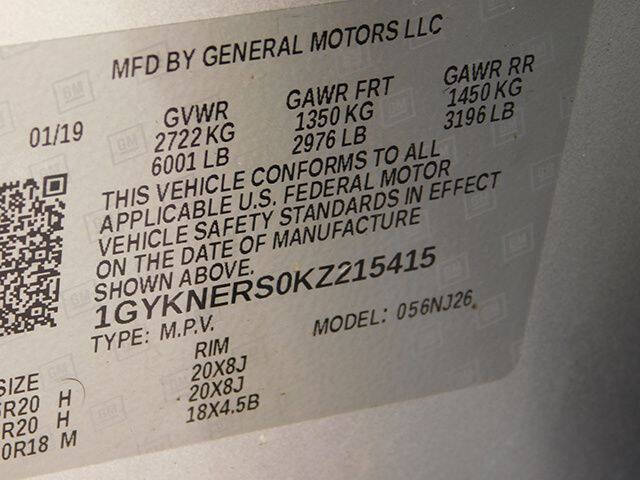 MFD BY GENERAL MOTORS LLC
01/19 GVWR GAWR FRT GAWR RR
2722 KG 1350 KG 1450 KG
6001 LB 2976 LB 3196 LB
THIS VEHICLE CONFORMS TO ALL
APPLICABLE U.S. FEDERAL MOTOR
VEHICLE SAFETY STANDARDS IN EFFECT
ON THE DATE OF MANUFACTURE
SHOWN ABOVE.
1GYKNERS0KZ215415
TYPE: M.P.V. MODEL: 056NJ26
SIZE RIM
R20 H 20X8J
R20 H 20X8J
0R18 M 18X4.5B